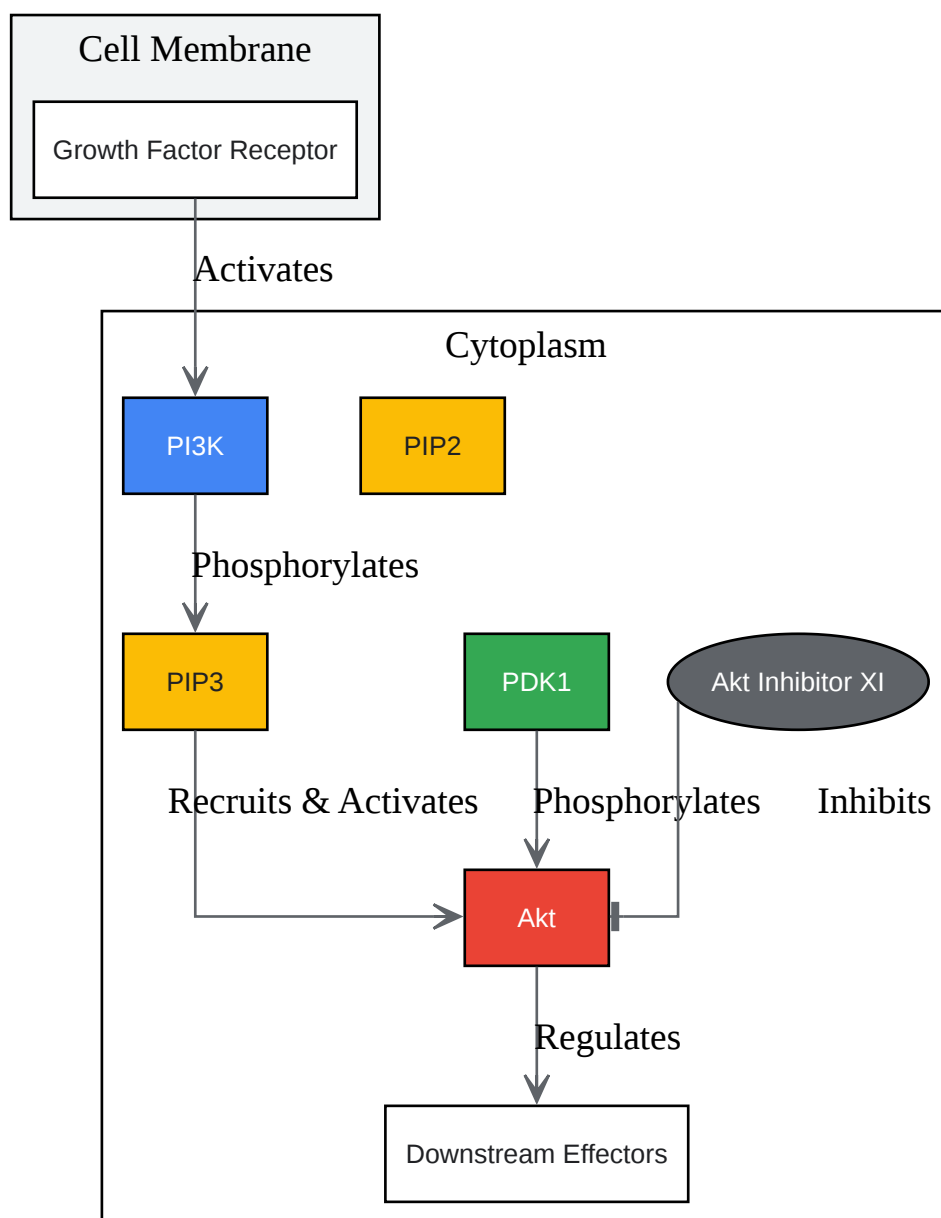 Cell Membrane
Growth Factor Receptor
Activates
Cytoplasm
PI3K
PIP2
Phosphorylates
PIP3
PDK1
Akt Inhibitor XI
Recruits & Activates
Phosphorylates
Inhibits
Akt
Regulates
Downstream Effectors